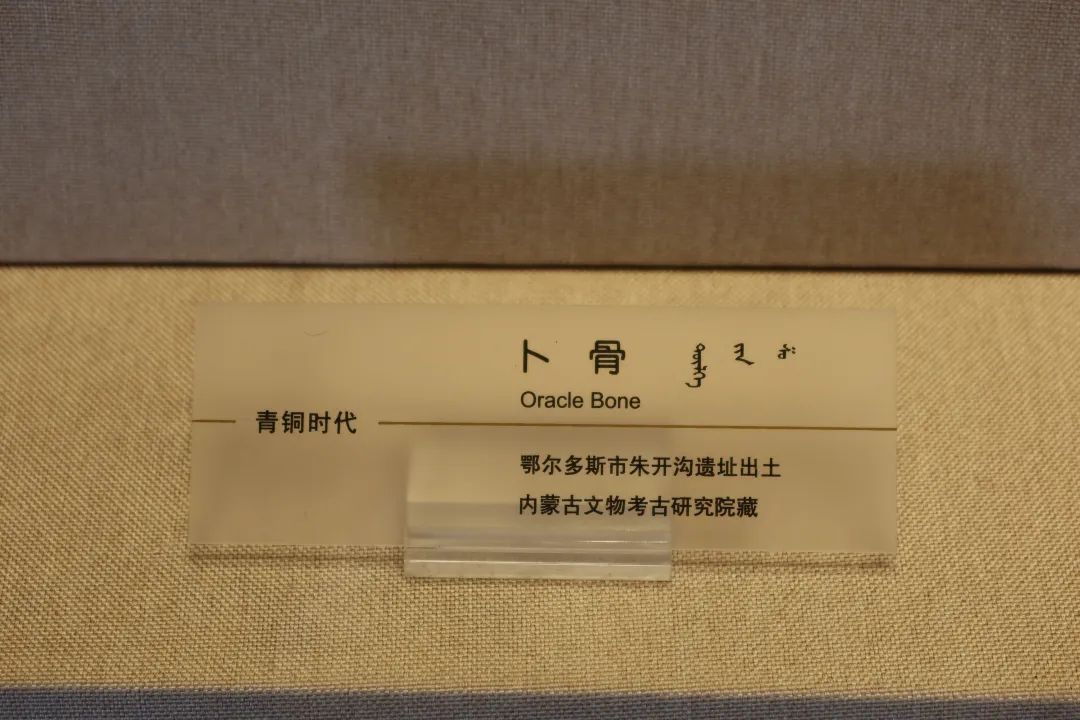 卜 骨
Oracle Bone
青铜时代
鄂尔多斯市朱开沟遗址出土
内蒙古文物考古研究院藏